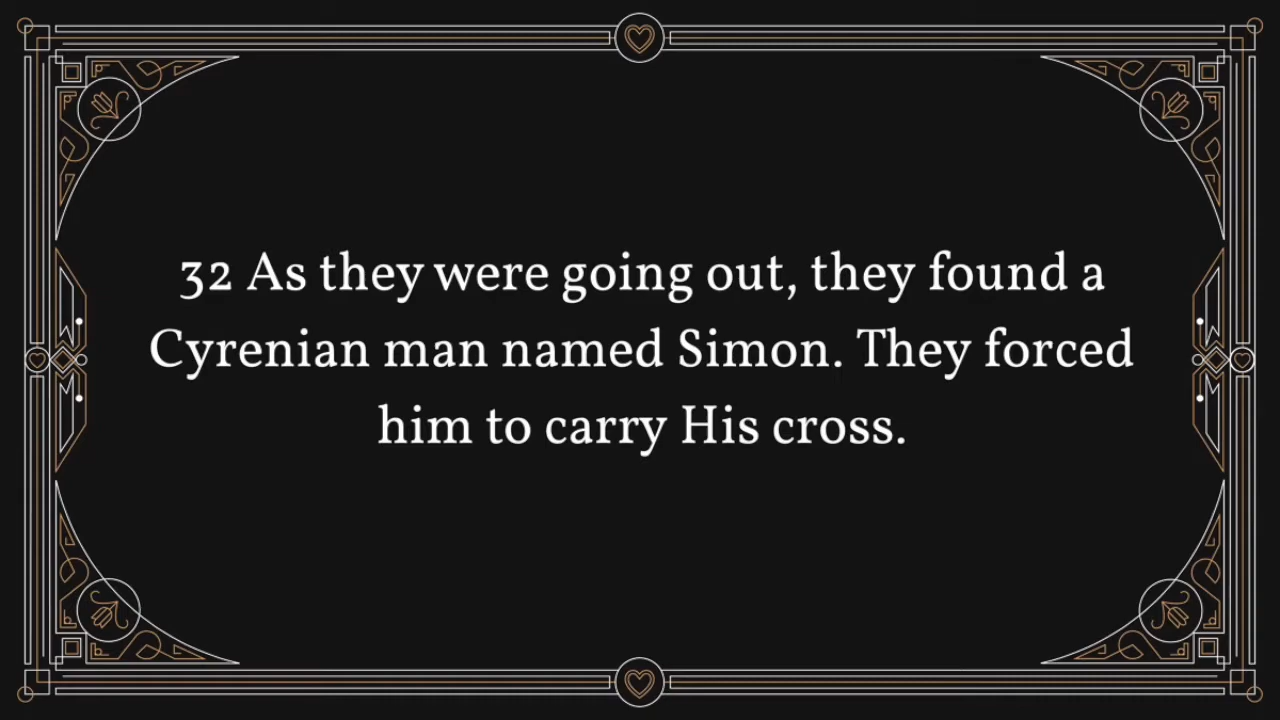 32 As they were going out, they found a
Cyrenian man named Simon. They forced
him to carry His cross.